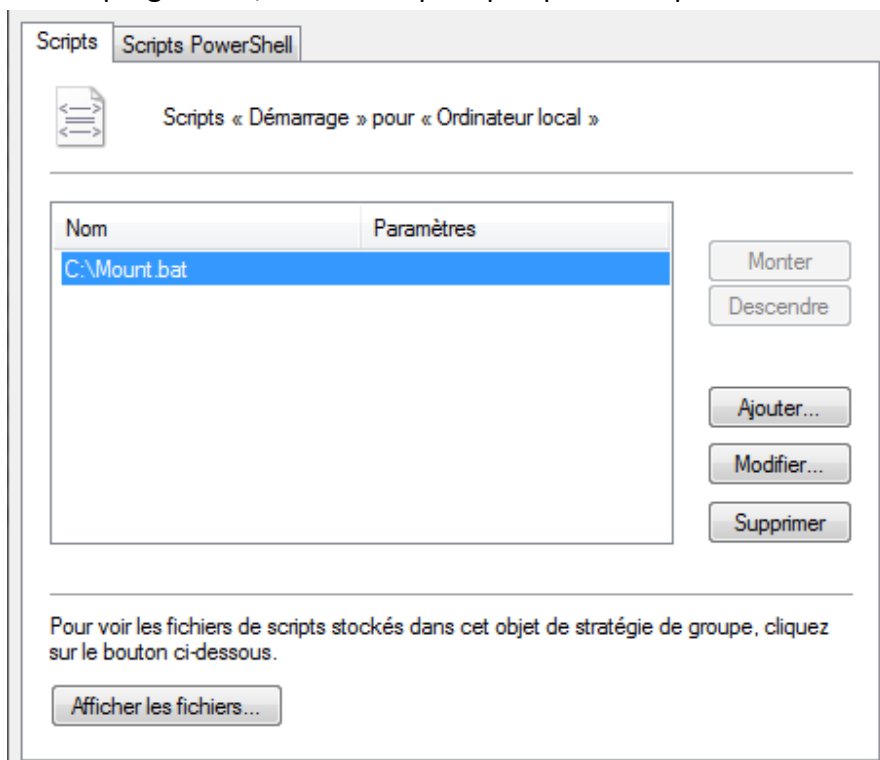 Scripts Scripts PowerShell
Scripts « Démarrage » pour « Ordinateur local »
Nom Paramètres
C:\Mount.bat
Monter
Descendre
Ajouter...
Modifier...
Supprimer
Pour voir les fichiers de scripts stockés dans cet objet de stratégie de groupe, cliquez
sur le bouton ci-dessous.
Afficher les fichiers...